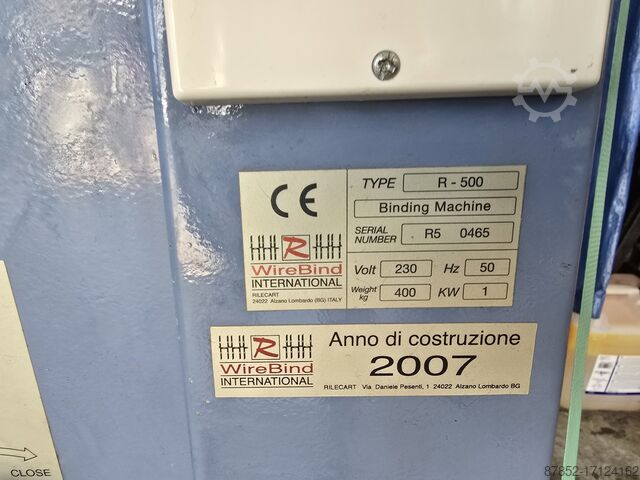 CE
TYPE R - 500
Binding Machine
SERIAL NUMBER R5 0465
R
WireBind
INTERNATIONAL
RILECART
24022 Alzano Lombardo (BG) ITALY
Volt 230 Hz 50
Weight kg 400 KW 1
R
WireBind
INTERNATIONAL
Anno di costruzione
2007
RILECART Via Daniele Pesenti, 1 24022 Alzano Lombardo BG
CLOSE
87352-17124162